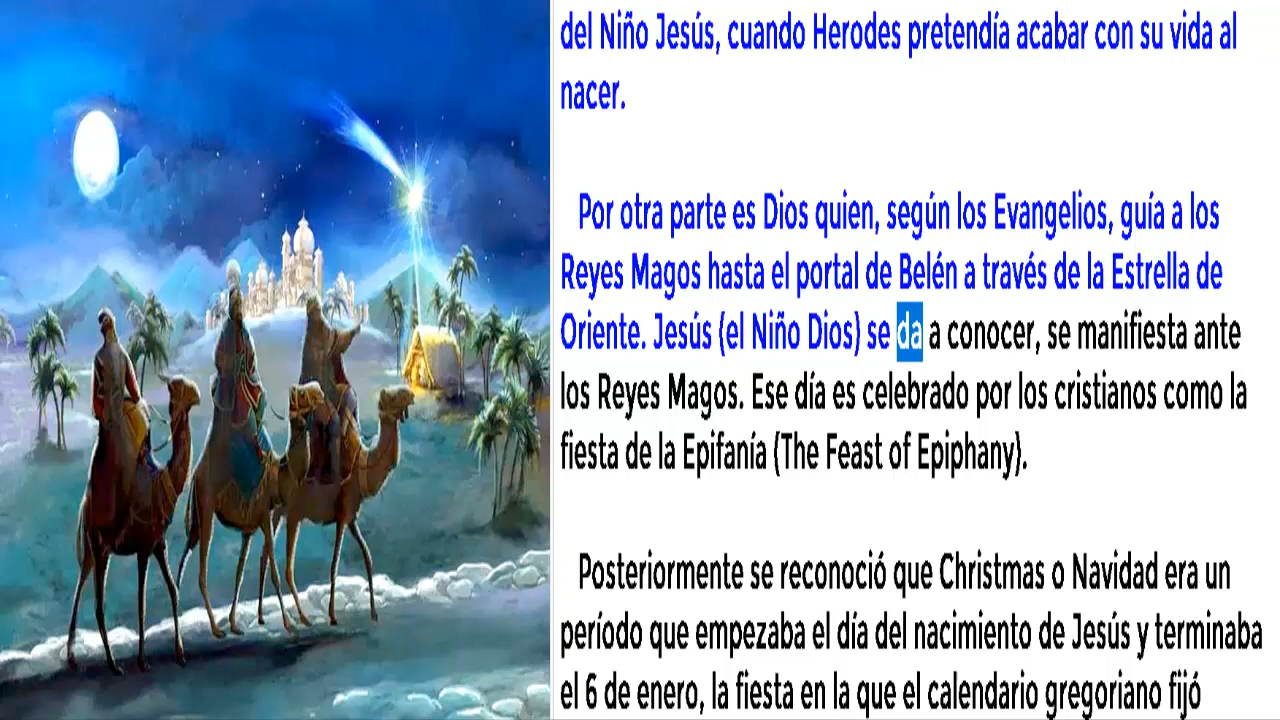 del Niño Jesús, cuando Herodes pretendía acabar con su vida al
nacer.
Por otra parte es Dios quien, según los Evangelios, guía a los
Reyes Magos hasta el portal de Belén a través de la Estrella de
Oriente. Jesús (el Niño Dios) se da a conocer, se manifiesta ante
los Reyes Magos. Ese día es celebrado por los cristianos como la
fiesta de la Epifanía (The Feast of Epiphany).
Posteriormente se reconoció que Christmas o Navidad era un
período que empezaba el día del nacimiento de Jesús y terminaba
el 6 de enero, la fiesta en la que el calendario gregoriano fijó